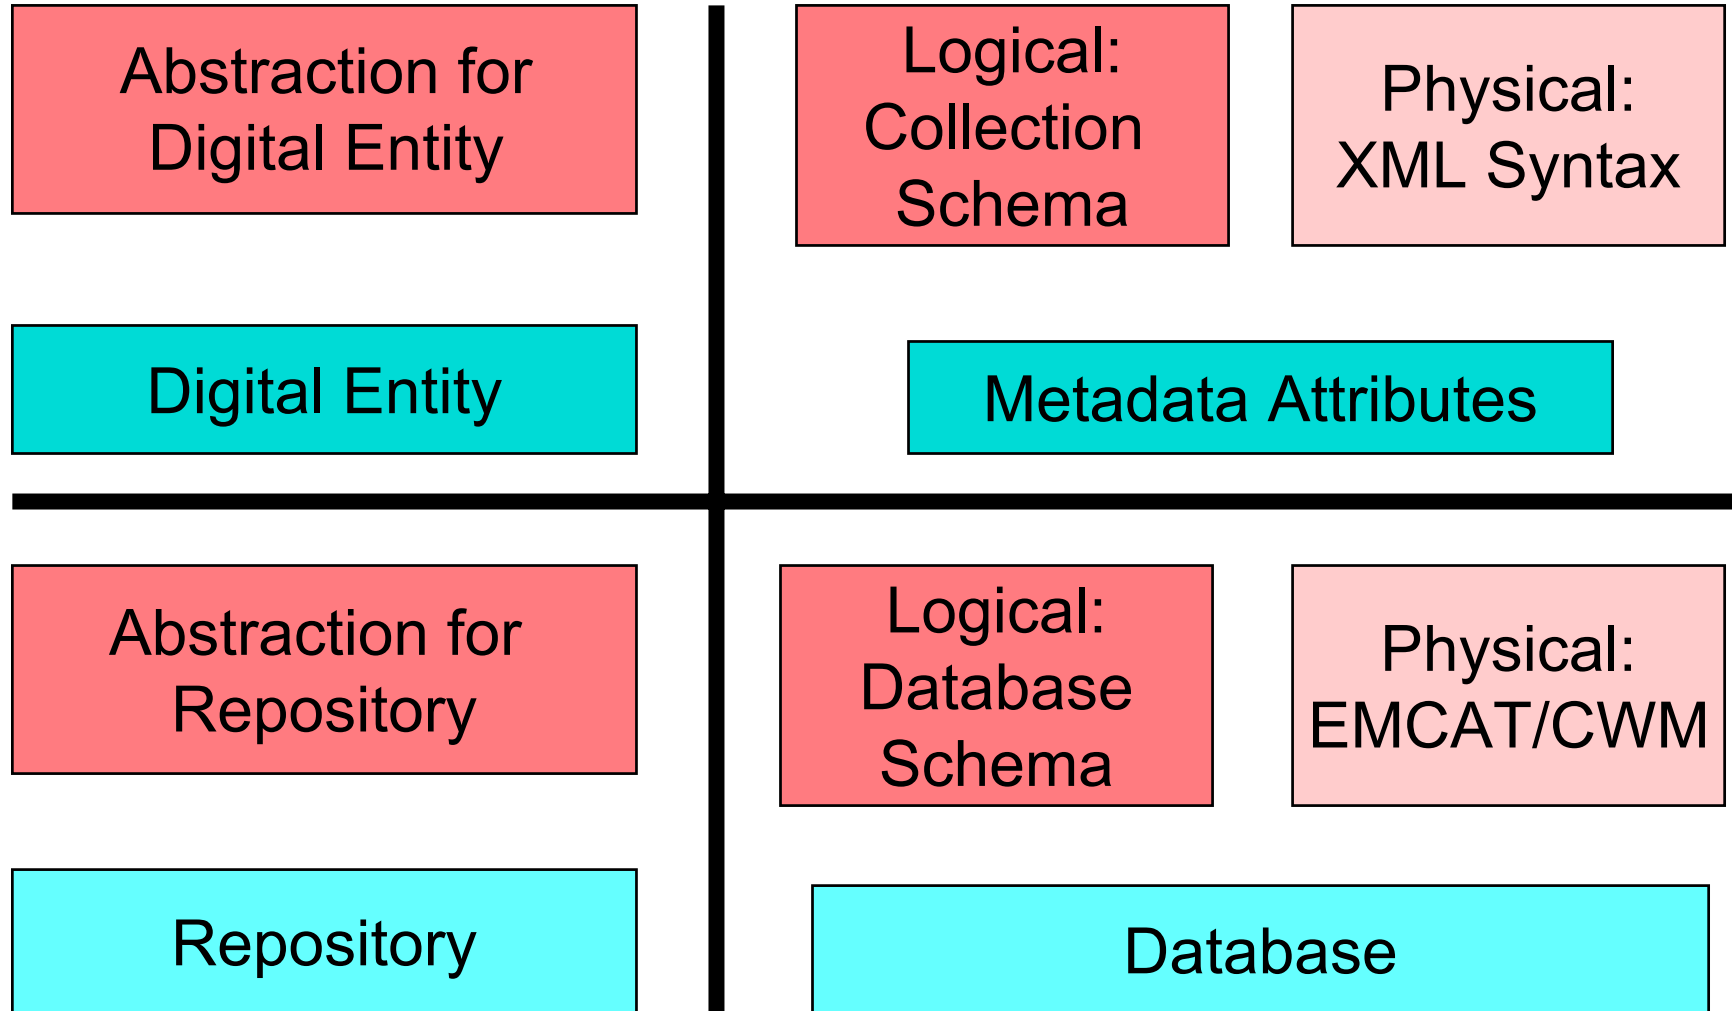 Abstraction for
Digital Entity
Logical:
Collection
Schema
Physical:
XML Syntax
Digital Entity
Metadata Attributes
Abstraction for
Repository
Logical:
Database
Schema
Physical:
EMCAT/CWM
Repository
Database